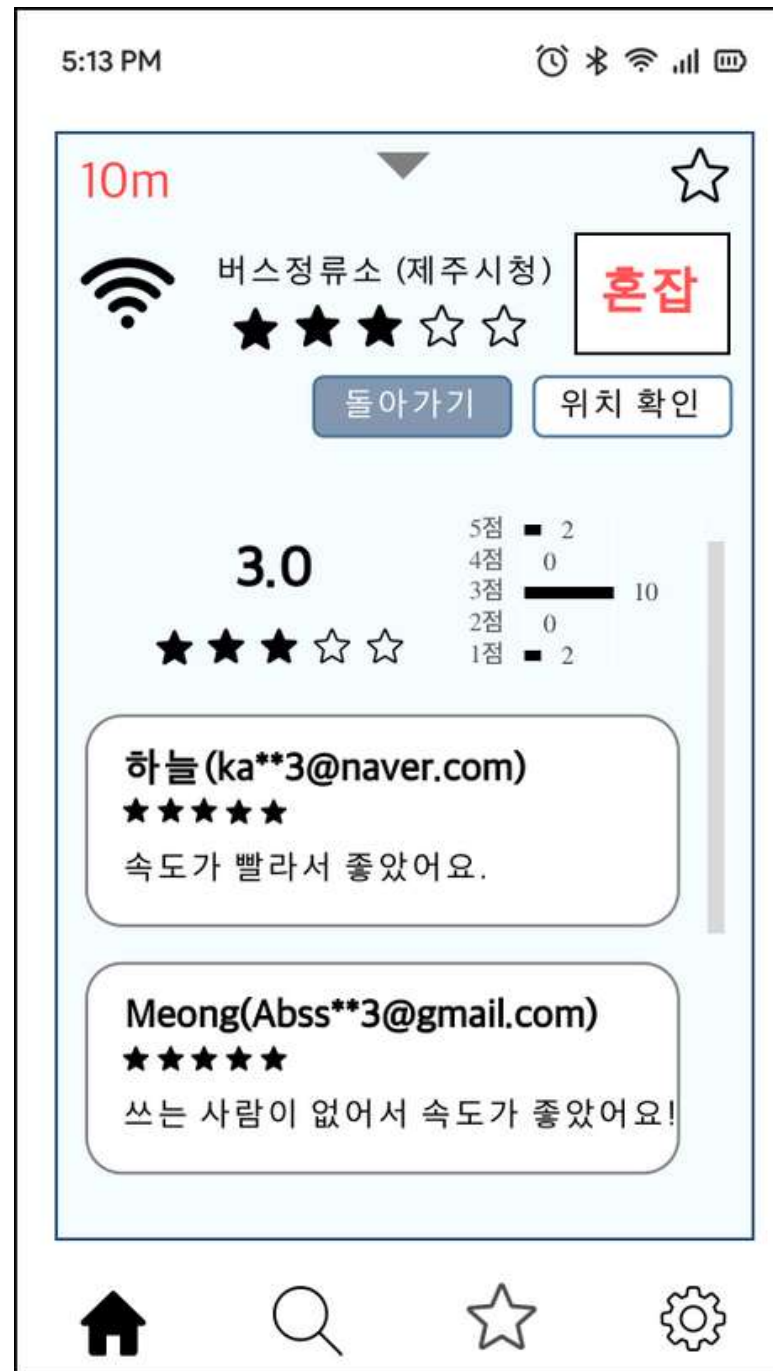 5:13 PM
10m
버스정류소 (제주시청)
혼잡
돌아가기
위치 확인
3.0
5점 2
4점 0
3점 10
2점 0
1점 2
하늘(ka**3@naver.com)
속도가 빨라서 좋았어요.
Meong(Abss**3@gmail.com)
쓰는 사람이 없어서 속도가 좋았어요!